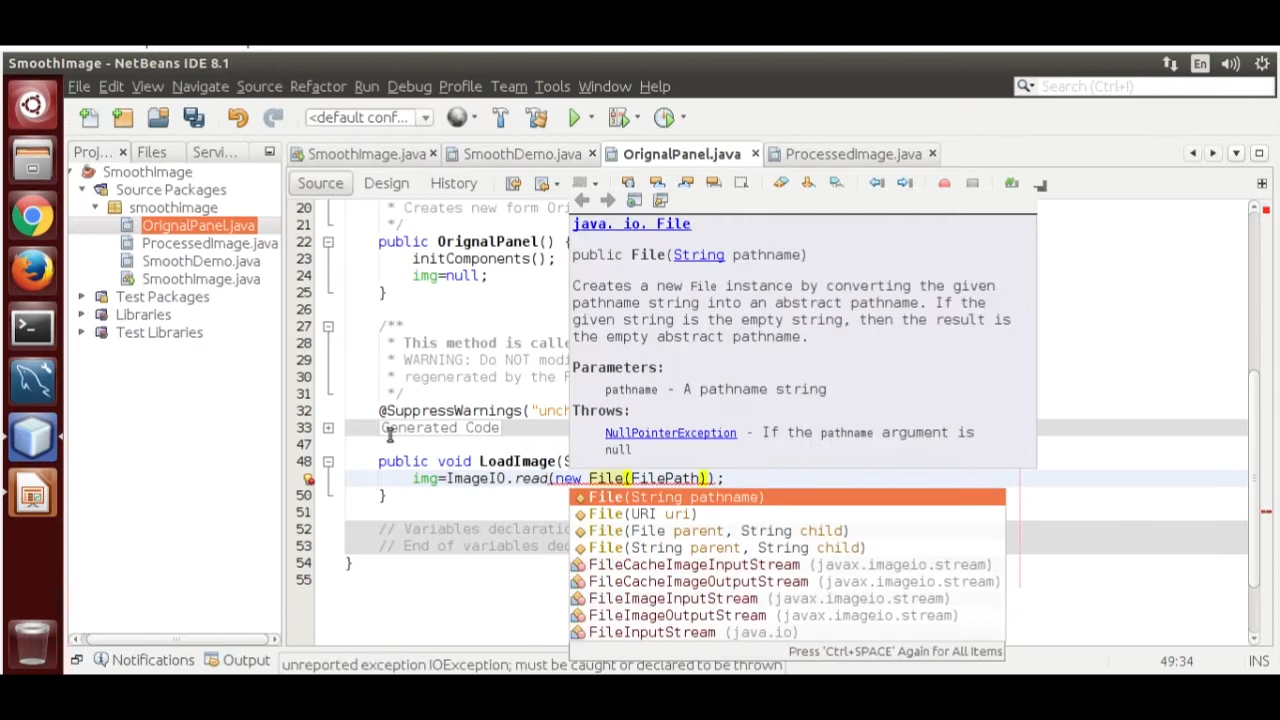 SmoothImage - NetBeans IDE 8.1
En
File Edit View Navigate Source Refactor Run Debug Profile Team Tools Window Help
Search (Ctrl+I)
<default conf...
Proj... Files Servi...
SmoothImage.java SmoothDemo.java OrignalPanel.java ProcessedImage.java
SmoothImage
Source Packages
smoothimage
OrignalPanel.java
ProcessedImage.java
SmoothDemo.java
SmoothImage.java
Test Packages
Libraries
Test Libraries
Source Design History
20 * Creates new form Ori
21 */
22 public OrignalPanel() {
23 initComponents();
24 img=null;
25 }
26
27 /**
28 * This method is calle
29 * WARNING: Do NOT modi
30 * regenerated by the F
31 */
32 @SuppressWarnings("unch
33 Generated Code
47
48 public void LoadImage(S
img=ImageIO.read(new File(FilePath));
50 }
51
52 // Variables declaratio
53 // End of variables dec
54 }
55
java. io. File
public File(String pathname)
Creates a new File instance by converting the given
pathname string into an abstract pathname. If the
given string is the empty string, then the result is
the empty abstract pathname.
Parameters:
pathname - A pathname string
Throws:
NullPointerException - If the pathname argument is
null
File(String pathname)
File(URI uri)
File(File parent, String child)
File(String parent, String child)
FileCacheImageInputStream (javax.imageio.stream)
FileCacheImageOutputStream (javax.imageio.stream)
FileImageInputStream (javax.imageio.stream)
FileImageOutputStream (javax.imageio.stream)
FileInputStream (java.io)
Press 'Ctrl+SPACE' Again for All Items
Notifications Output
unreported exception IOException; must be caught or declared to be thrown
49:34 INS